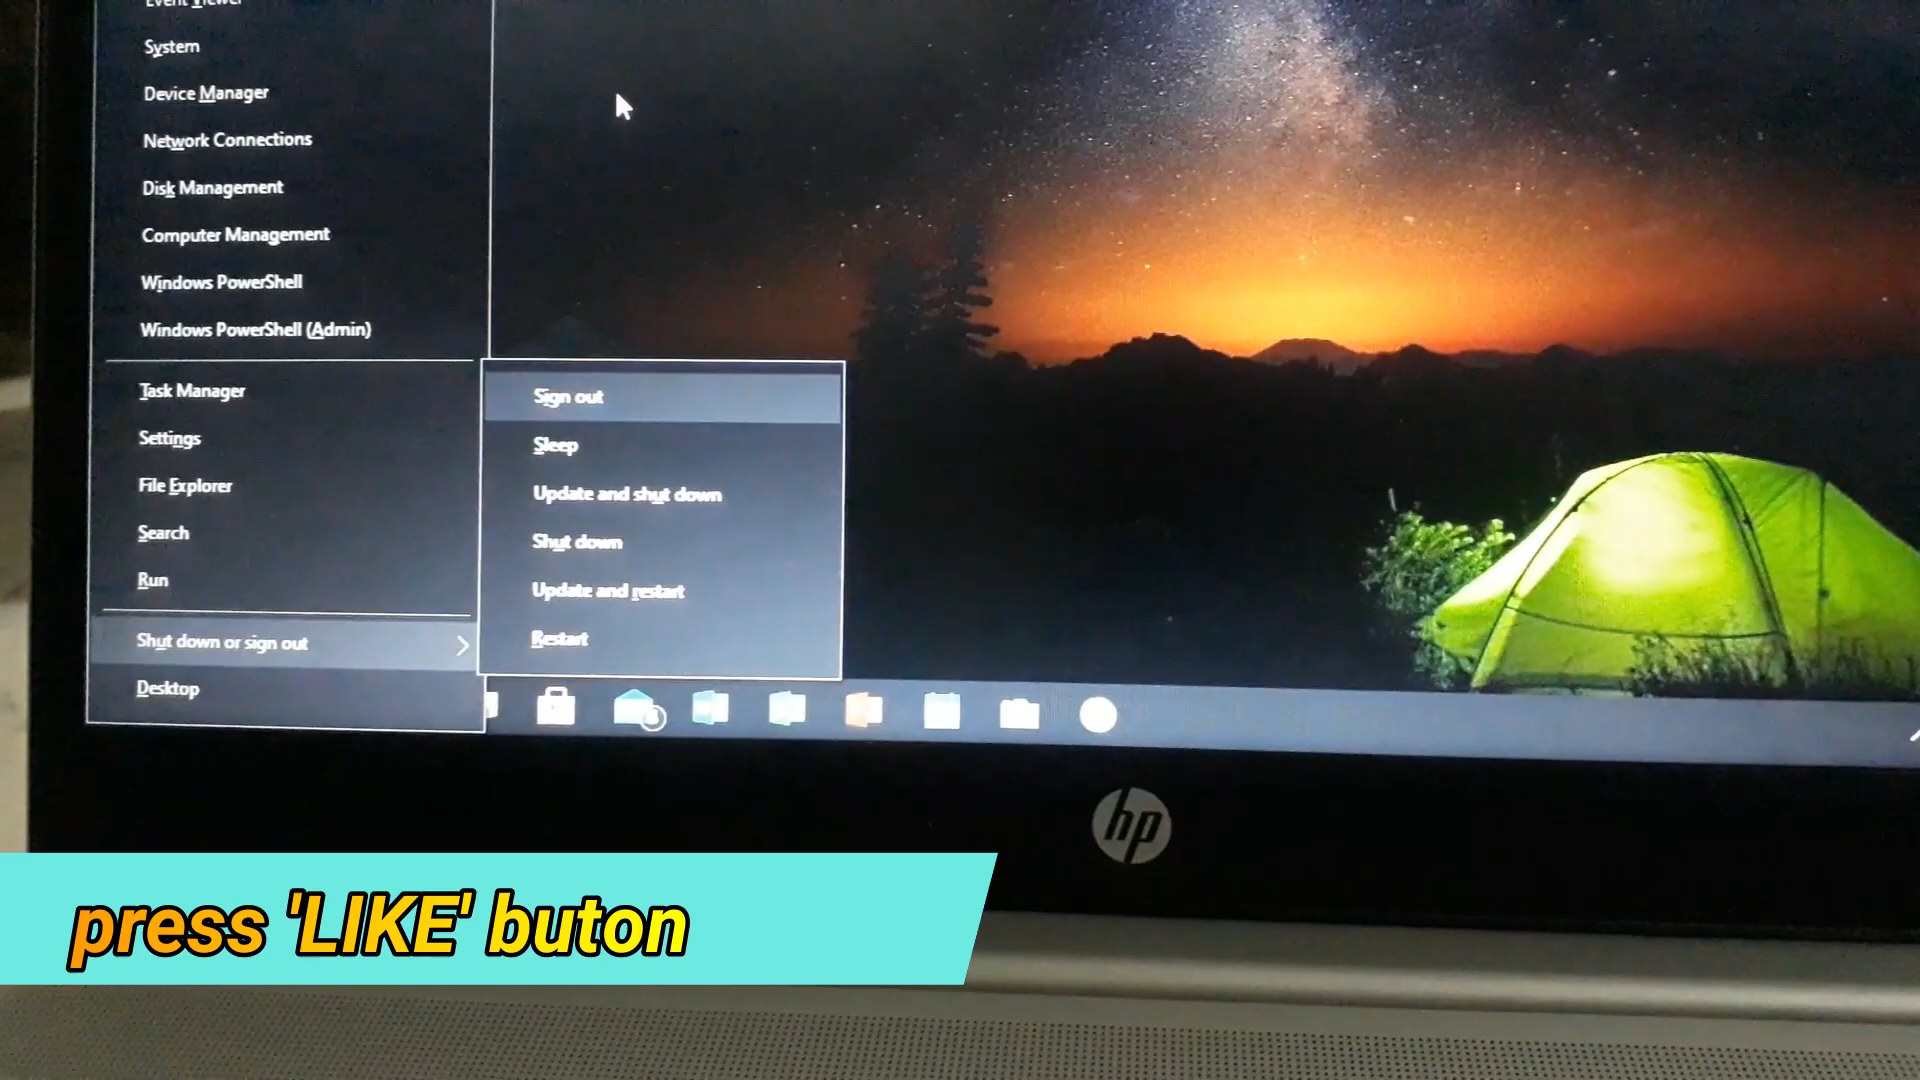 Event Viewer
System
Device Manager
Network Connections
Disk Management
Computer Management
Windows PowerShell
Windows PowerShell (Admin)
Task Manager
Settings
File Explorer
Search
Run
Shut down or sign out
Desktop
Sign out
Sleep
Update and shut down
Shut down
Update and restart
Restart
hp
press 'LIKE' buton